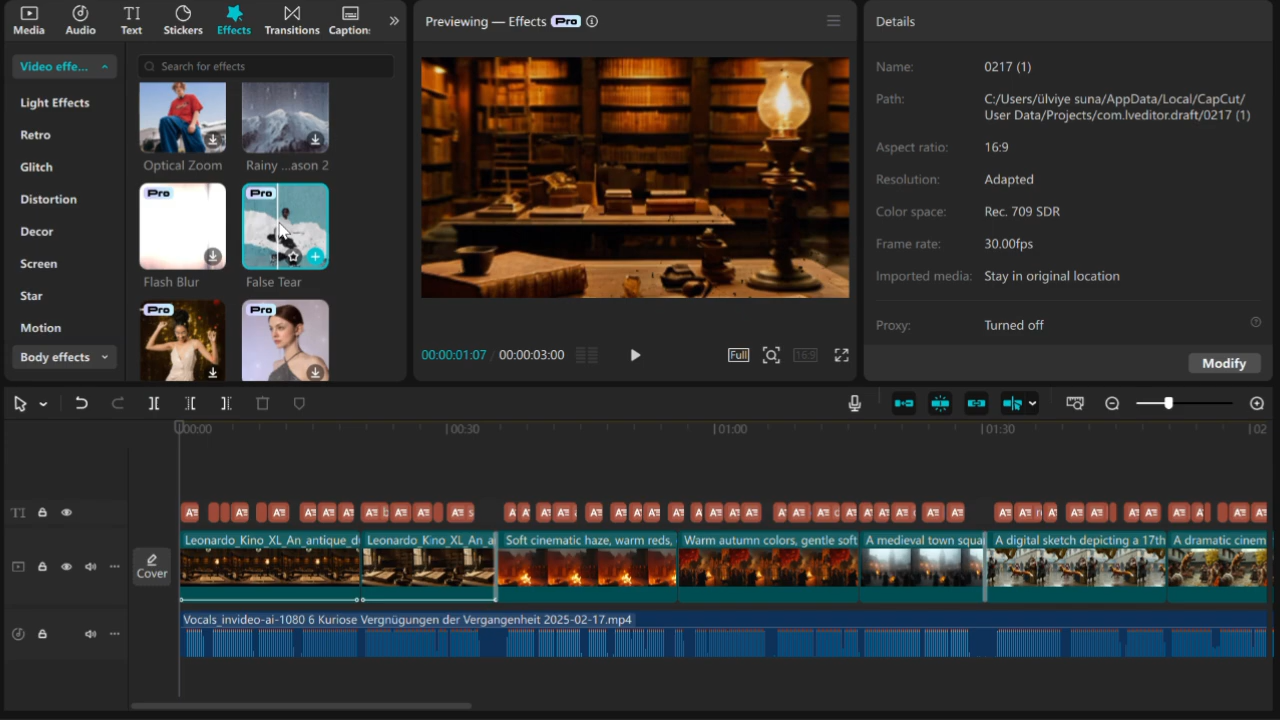 Media
Audio
TI
Text
Stickers
Effects
Transitions
Caption
Video effe...
Search for effects
Light Effects
Retro
Glitch
Distortion
Decor
Screen
Star
Motion
Body effects
Optical Zoom
Rainy ...ason 2
Pro
Pro
Flash Blur
False Tear
Pro
Pro
Previewing — Effects Pro
00:00:01:07 / 00:00:03:00
Full
16:9
Details
Name: 0217 (1)
Path: C:/Users/ülviye suna/AppData/Local/CapCut/
User Data/Projects/com.lveditor.draft/0217 (1)
Aspect ratio: 16:9
Resolution: Adapted
Color space: Rec. 709 SDR
Frame rate: 30.00fps
Imported media: Stay in original location
Proxy: Turned off
Modify
00:00 00:30 01:00 01:30 02
TI
Cover
Leonardo_Kino_XL_An_antique_d
Leonardo_Kino_XL_An_a
Soft cinematic haze, warm reds,
Warm autumn colors, gentle soft
A medieval town squa
A digital sketch depicting a 17th
A dramatic cinem
Vocals_invideo-ai-1080 6 Kuriose Vergnügungen der Vergangenheit 2025-02-17.mp4